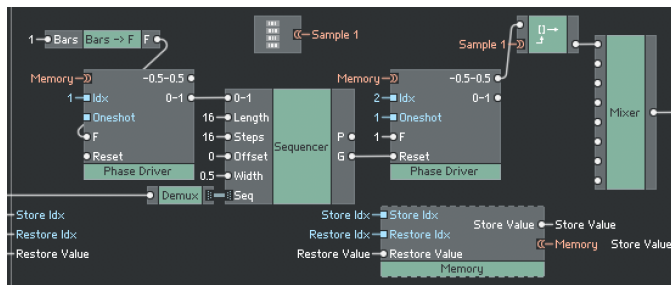 1 Bars Bars -> F F
Sample 1
Sample 1
Memory -0.5-0.5
1 Idx 0-1
Oneshot
F
Reset
Phase Driver
0-1
16 Length
16 Steps P
0 Offset G
0.5 Width
Seq
Sequencer
Demux
Memory -0.5-0.5
2 Idx 0-1
1 Oneshot
1 F
Reset
Phase Driver
Mixer
Store Idx
Restore Idx
Restore Value
Store Idx Store Idx
Restore Idx Restore Idx
Restore Value Restore Value
Store Value Store Value
Memory Store Value
Memory